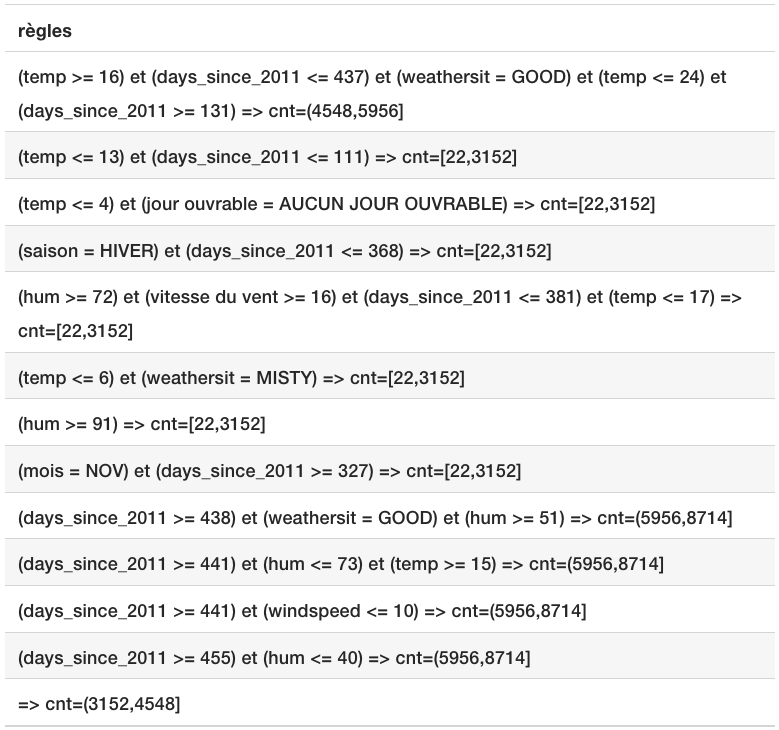 règles
(temp >= 16) et (days_since_2011 <= 437) et (weathersit = GOOD) et (temp <= 24) et
(days_since_2011 >= 131) => cnt=(4548,5956]
(temp <= 13) et (days_since_2011 <= 111) => cnt=[22,3152]
(temp <= 4) et (jour ouvrable = AUCUN JOUR OUVRABLE) => cnt=[22,3152]
(saison = HIVER) et (days_since_2011 <= 368) => cnt=[22,3152]
(hum >= 72) et (vitesse du vent >= 16) et (days_since_2011 <= 381) et (temp <= 17) =>
cnt=[22,3152]
(temp <= 6) et (weathersit = MISTY) => cnt=[22,3152]
(hum >= 91) => cnt=[22,3152]
(mois = NOV) et (days_since_2011 >= 327) => cnt=[22,3152]
(days_since_2011 >= 438) et (weathersit = GOOD) et (hum >= 51) => cnt=(5956,8714]
(days_since_2011 >= 441) et (hum <= 73) et (temp >= 15) => cnt=(5956,8714]
(days_since_2011 >= 441) et (windspeed <= 10) => cnt=(5956,8714]
(days_since_2011 >= 455) et (hum <= 40) => cnt=(5956,8714]
=> cnt=(3152,4548]